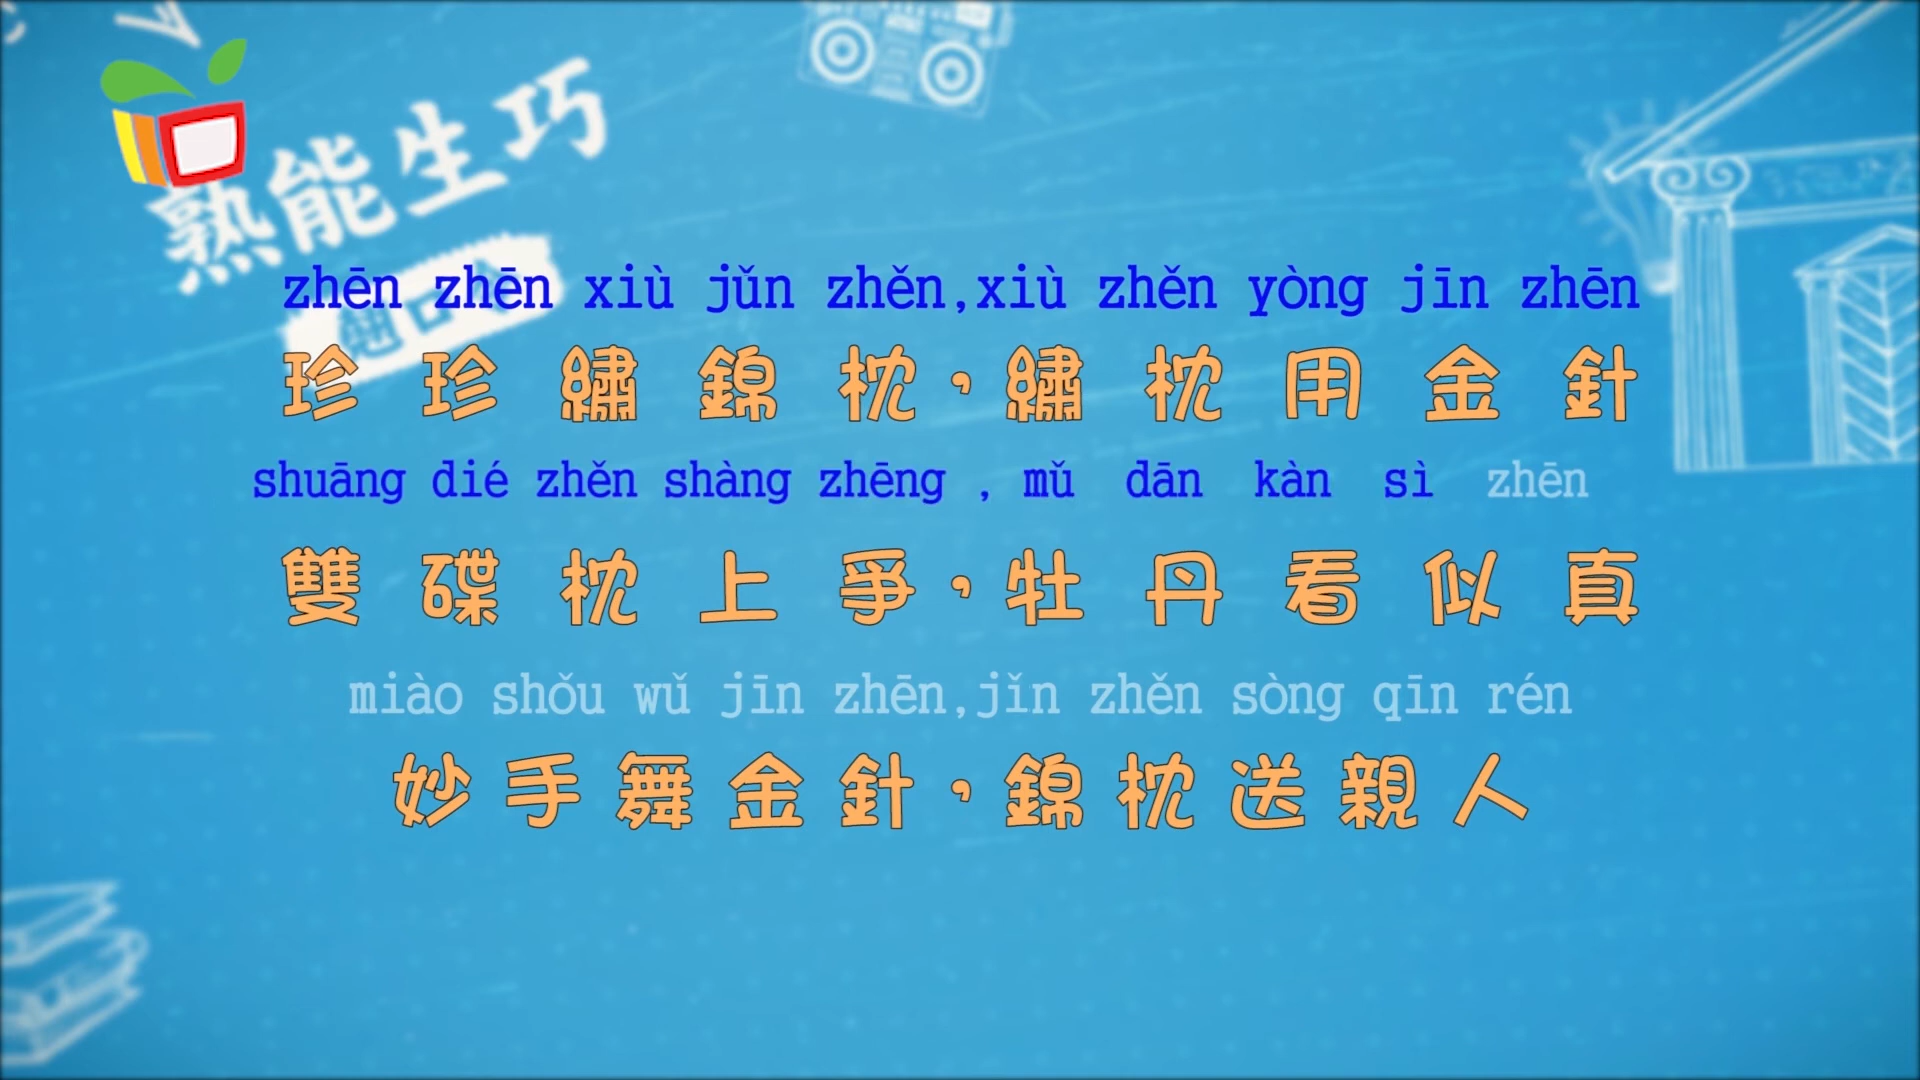 熟能生巧
zhēn zhēn xiù jǔn zhěn,xiù zhěn yòng jīn zhēn
珍珍繡錦枕，繡枕用金針
shuāng dié zhěn shàng zhēng , mǔ dān kàn sì zhēn
雙碟枕上爭，牡丹看似真
miào shǒu wǔ jīn zhēn,jǐn zhěn sòng qīn rén
妙手舞金針，錦枕送親人